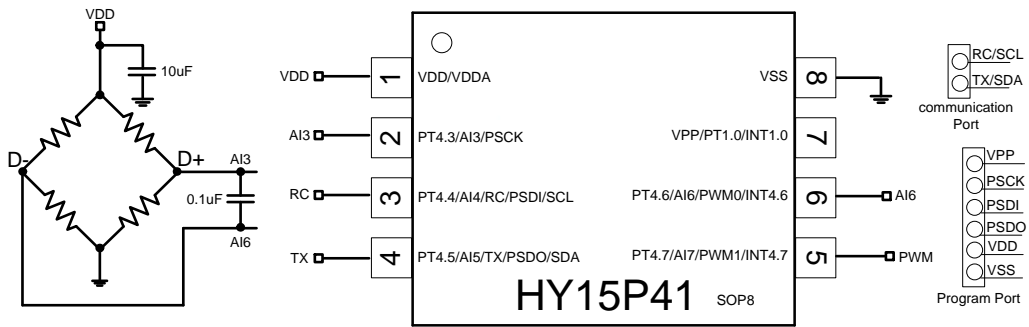 VDD
10uF
D-
D+
AI3
0.1uF
AI6
VDD
AI3
RC
TX
1
2
3
4
VDD/VDDA
PT4.3/AI3/PSCK
PT4.4/AI4/RC/PSDI/SCL
PT4.5/AI5/TX/PSDO/SDA
VSS
VPP/PT1.0/INT1.0
PT4.6/AI6/PWM0/INT4.6
PT4.7/AI7/PWM1/INT4.7
HY15P41 SOP8
8
7
6
5
AI6
PWM
RC/SCL
TX/SDA
communication
Port
VPP
PSCK
PSDI
PSDO
VDD
VSS
Program Port